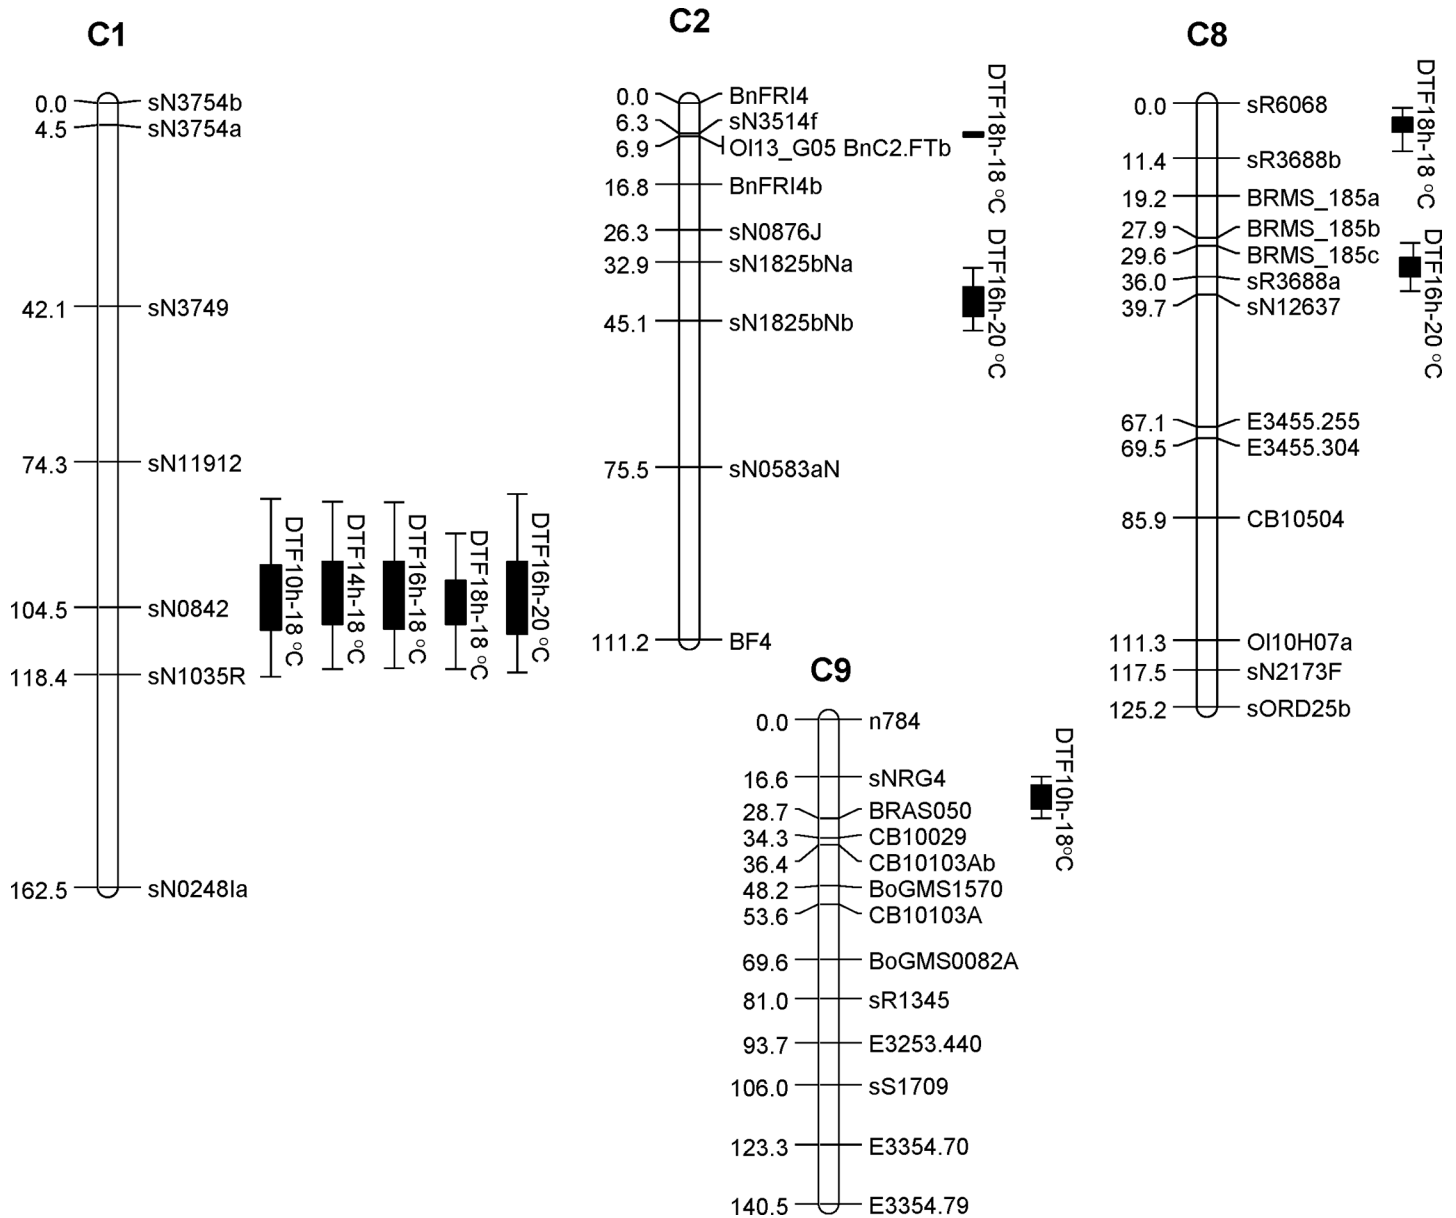 C1
0.0 sN3754b
4.5 sN3754a
42.1 sN3749
74.3 sN11912
104.5 sN0842
118.4 sN1035R
162.5 sN0248Ia
DTF10h-18 °C
DTF14h-18 °C
DTF16h-18 °C
DTF18h-18 °C
DTF16h-20 °C
C2
0.0 BnFRI4
6.3 sN3514f
6.9 Ol13_G05 BnC2.FTb
16.8 BnFRI4b
26.3 sN0876J
32.9 sN1825bNa
45.1 sN1825bNb
75.5 sN0583aN
111.2 BF4
DTF18h-18 °C
DTF16h-20 °C
C8
0.0 sR6068
11.4 sR3688b
19.2 BRMS_185a
27.9 BRMS_185b
29.6 BRMS_185c
36.0 sR3688a
39.7 sN12637
67.1 E3455.255
69.5 E3455.304
85.9 CB10504
111.3 Ol10H07a
117.5 sN2173F
125.2 sORD25b
DTF18h-18 °C
DTF16h-20 °C
C9
0.0 n784
16.6 sNRG4
28.7 BRAS050
34.3 CB10029
36.4 CB10103Ab
48.2 BoGMS1570
53.6 CB10103A
69.6 BoGMS0082A
81.0 sR1345
93.7 E3253.440
106.0 sS1709
123.3 E3354.70
140.5 E3354.79
DTF10h-18°C